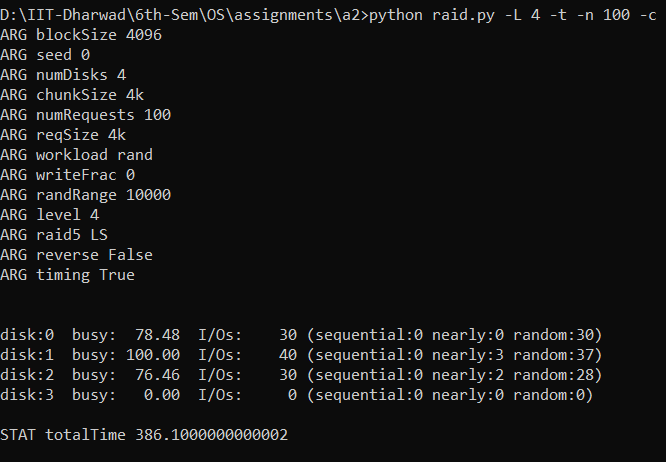 D:\IIT-Dharwad\6th-Sem\OS\assignments\a2>python raid.py -L 4 -t -n 100 -c
ARG blockSize 4096
ARG seed 0
ARG numDisks 4
ARG chunkSize 4k
ARG numRequests 100
ARG reqSize 4k
ARG workload rand
ARG writeFrac 0
ARG randRange 10000
ARG level 4
ARG raid5 LS
ARG reverse False
ARG timing True
disk:0  busy:  78.48  I/Os:    30 (sequential:0 nearly:0 random:30)
disk:1  busy: 100.00  I/Os:    40 (sequential:0 nearly:3 random:37)
disk:2  busy:  76.46  I/Os:    30 (sequential:0 nearly:2 random:28)
disk:3  busy:   0.00  I/Os:     0 (sequential:0 nearly:0 random:0)
STAT totalTime 386.1000000000002